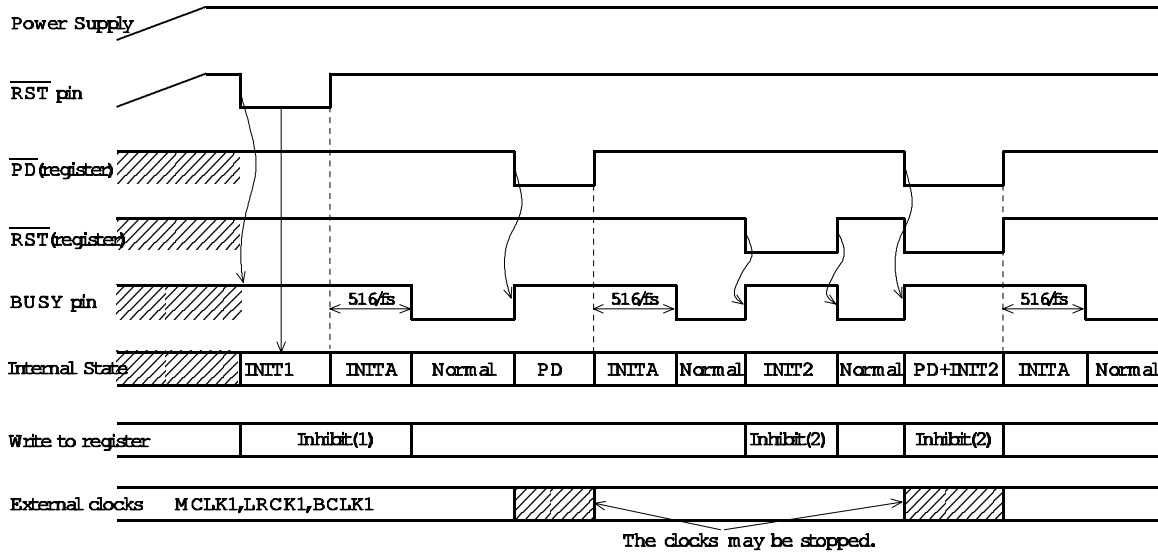 Power Supply
RST pin
PD(register)
RST(register)
BUSY pin 516/fs 516/fs 516/fs
Internal State INIT1 INITA Normal PD INITA Normal INIT2 Normal PD+INIT2 INITA Normal
Write to register Inhibit(1) Inhibit(2) Inhibit(2)
External clocks MCLK1,LRCK1,BCLK1
The clocks may be stopped.